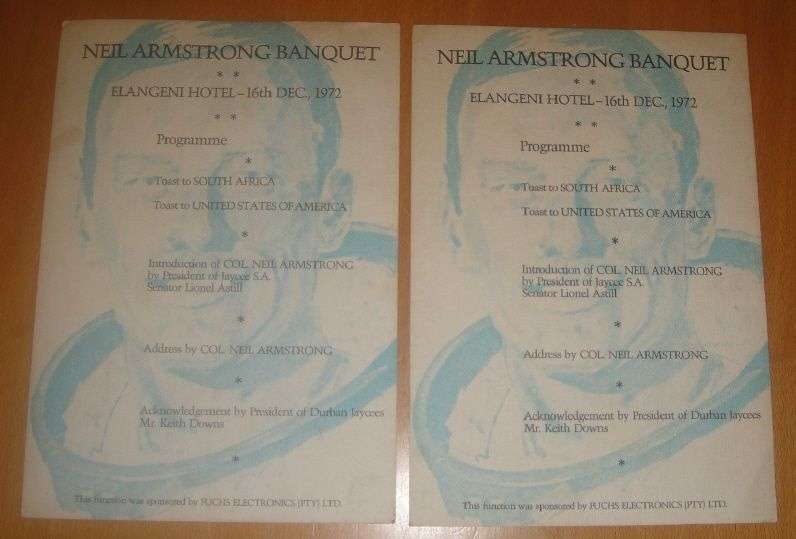 NEIL ARMSTRONG BANQUET
* *
ELANGENI HOTEL – 16th DEC., 1972
* *
Programme
*
Toast to SOUTH AFRICA
Toast to UNITED STATES OF AMERICA
*
Introduction of COL. NEIL ARMSTRONG
by President of Jaycee S.A.
Senator Lionel Astill
*
Address by COL. NEIL ARMSTRONG
*
Acknowledgement by President of Durban Jaycees
Mr. Keith Downs
*
This function was sponsored by FUCHS ELECTRONICS (PTY) LTD.
NEIL ARMSTRONG BANQUET
* *
ELANGENI HOTEL – 16th DEC., 1972
* *
Programme
*
Toast to SOUTH AFRICA
Toast to UNITED STATES OF AMERICA
*
Introduction of COL. NEIL ARMSTRONG
by President of Jaycee S.A.
Senator Lionel Astill
*
Address by COL. NEIL ARMSTRONG
*
Acknowledgement by President of Durban Jaycees
Mr. Keith Downs
*
This function was sponsored by FUCHS ELECTRONICS (PTY) LTD.